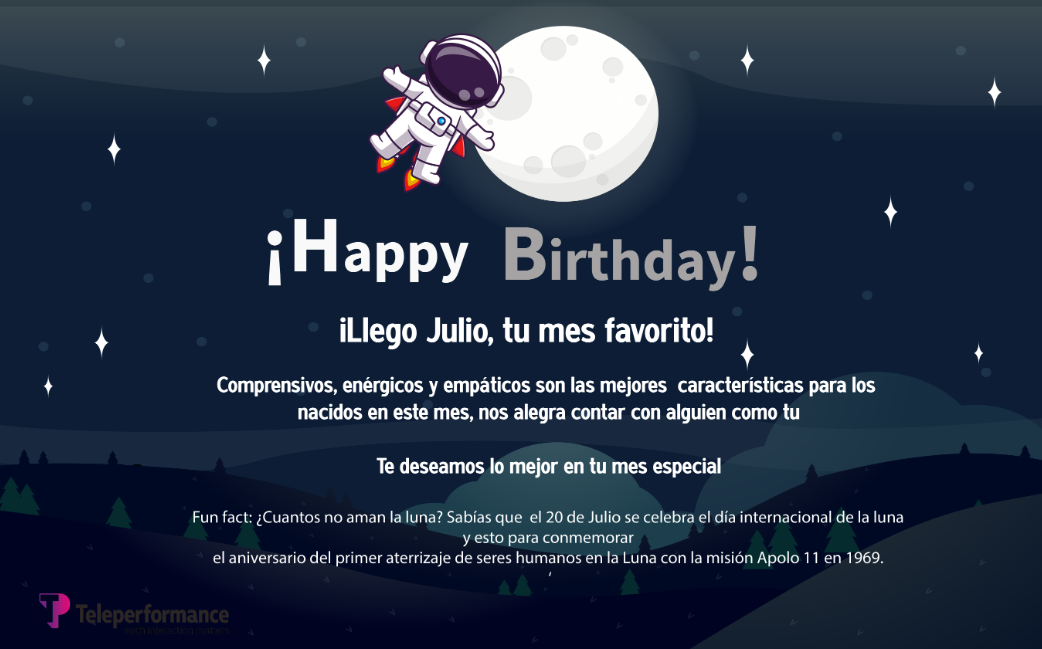 ¡Happy Birthday!
¡Llego Julio, tu mes favorito!
Comprensivos, enérgicos y empáticos son las mejores características para los
nacidos en este mes, nos alegra contar con alguien como tu
Te deseamos lo mejor en tu mes especial
Fun fact: ¿Cuantos no aman la luna? Sabías que el 20 de Julio se celebra el día internacional de la luna
y esto para conmemorar
el aniversario del primer aterrizaje de seres humanos en la Luna con la misión Apolo 11 en 1969.
Teleperformance
each interaction matters